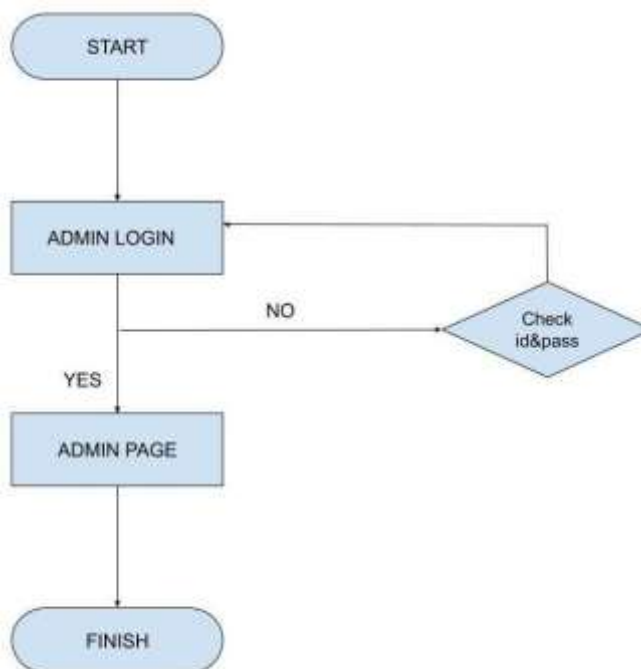 START
ADMIN LOGIN
NO
Check
id&pass
YES
ADMIN PAGE
FINISH